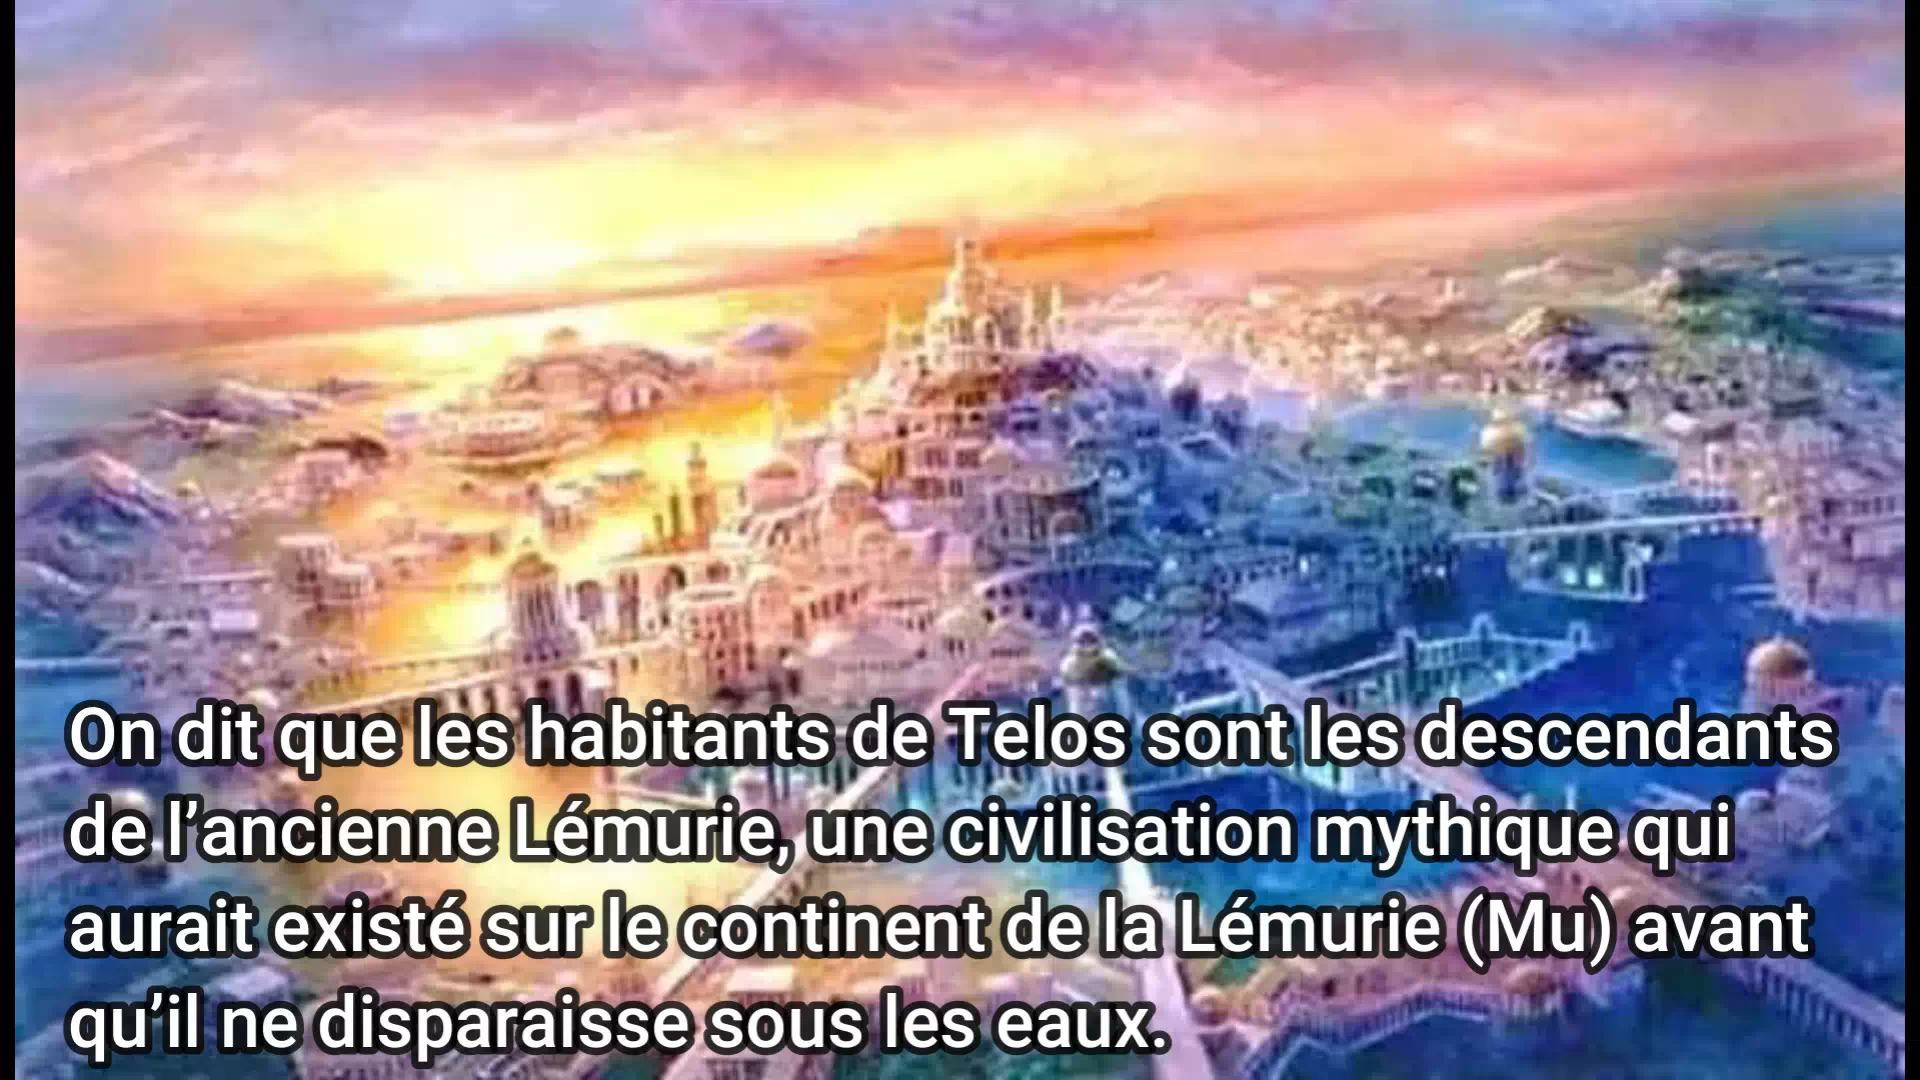 On dit que les habitants de Telos sont les descendants
de l’ancienne Lémurie, une civilisation mythique qui
aurait existé sur le continent de la Lémurie (Mu) avant
qu’il ne disparaisse sous les eaux.